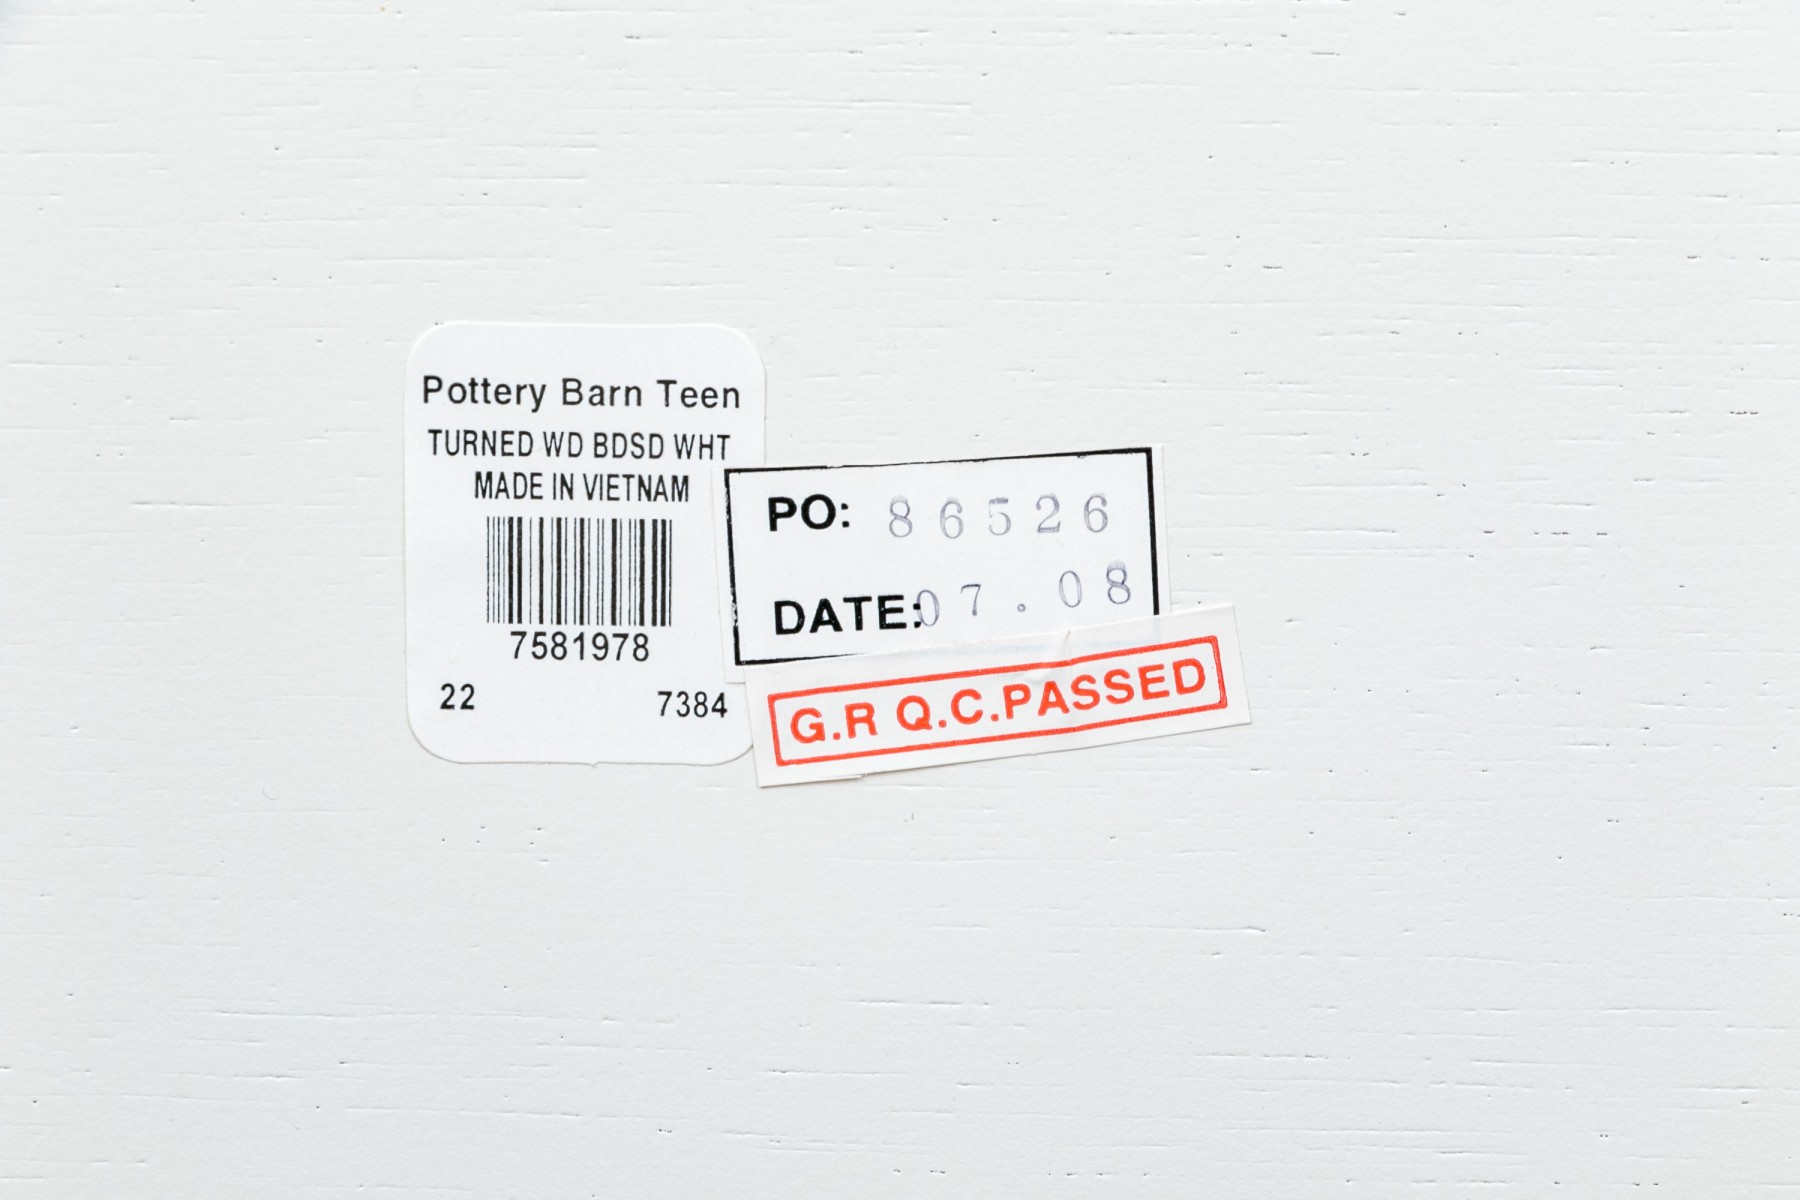 Pottery Barn Teen
TURNED WD BDSD WHT
MADE IN VIETNAM
7581978
22 7384
PO: 86526
DATE: 07.08
G.R Q.C.PASSED